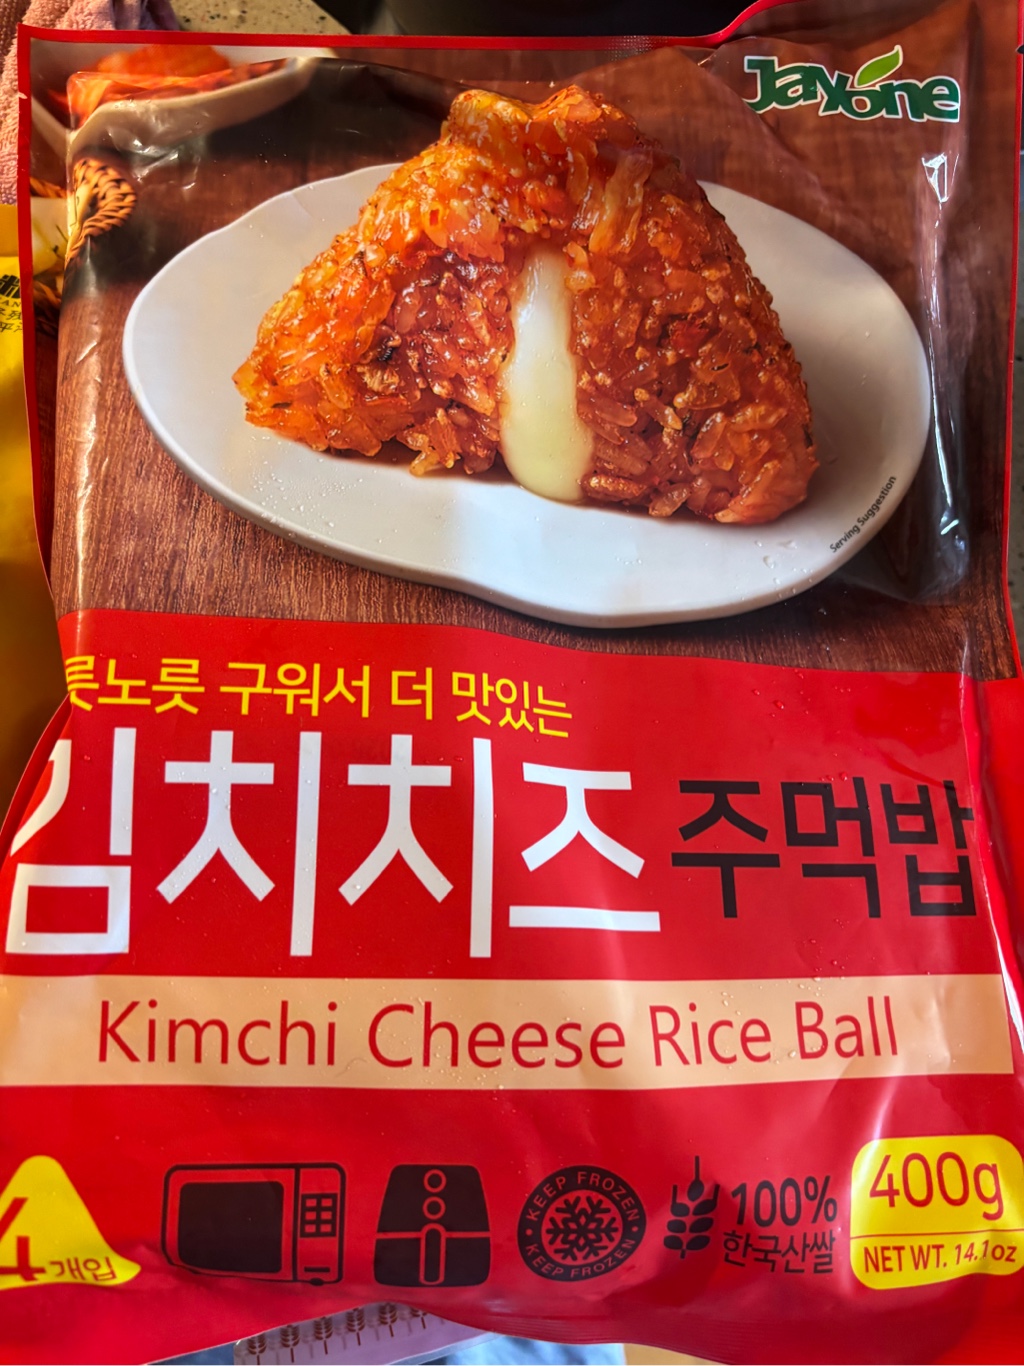 Jayone
Serving Suggestion
릇노릇 구워서 더 맛있는
김치치즈 주먹밥
Kimchi Cheese Rice Ball
4개입
KEEP FROZEN
KEEP FROZEN
100%
한국산쌀
400g
NET WT. 14.1oz